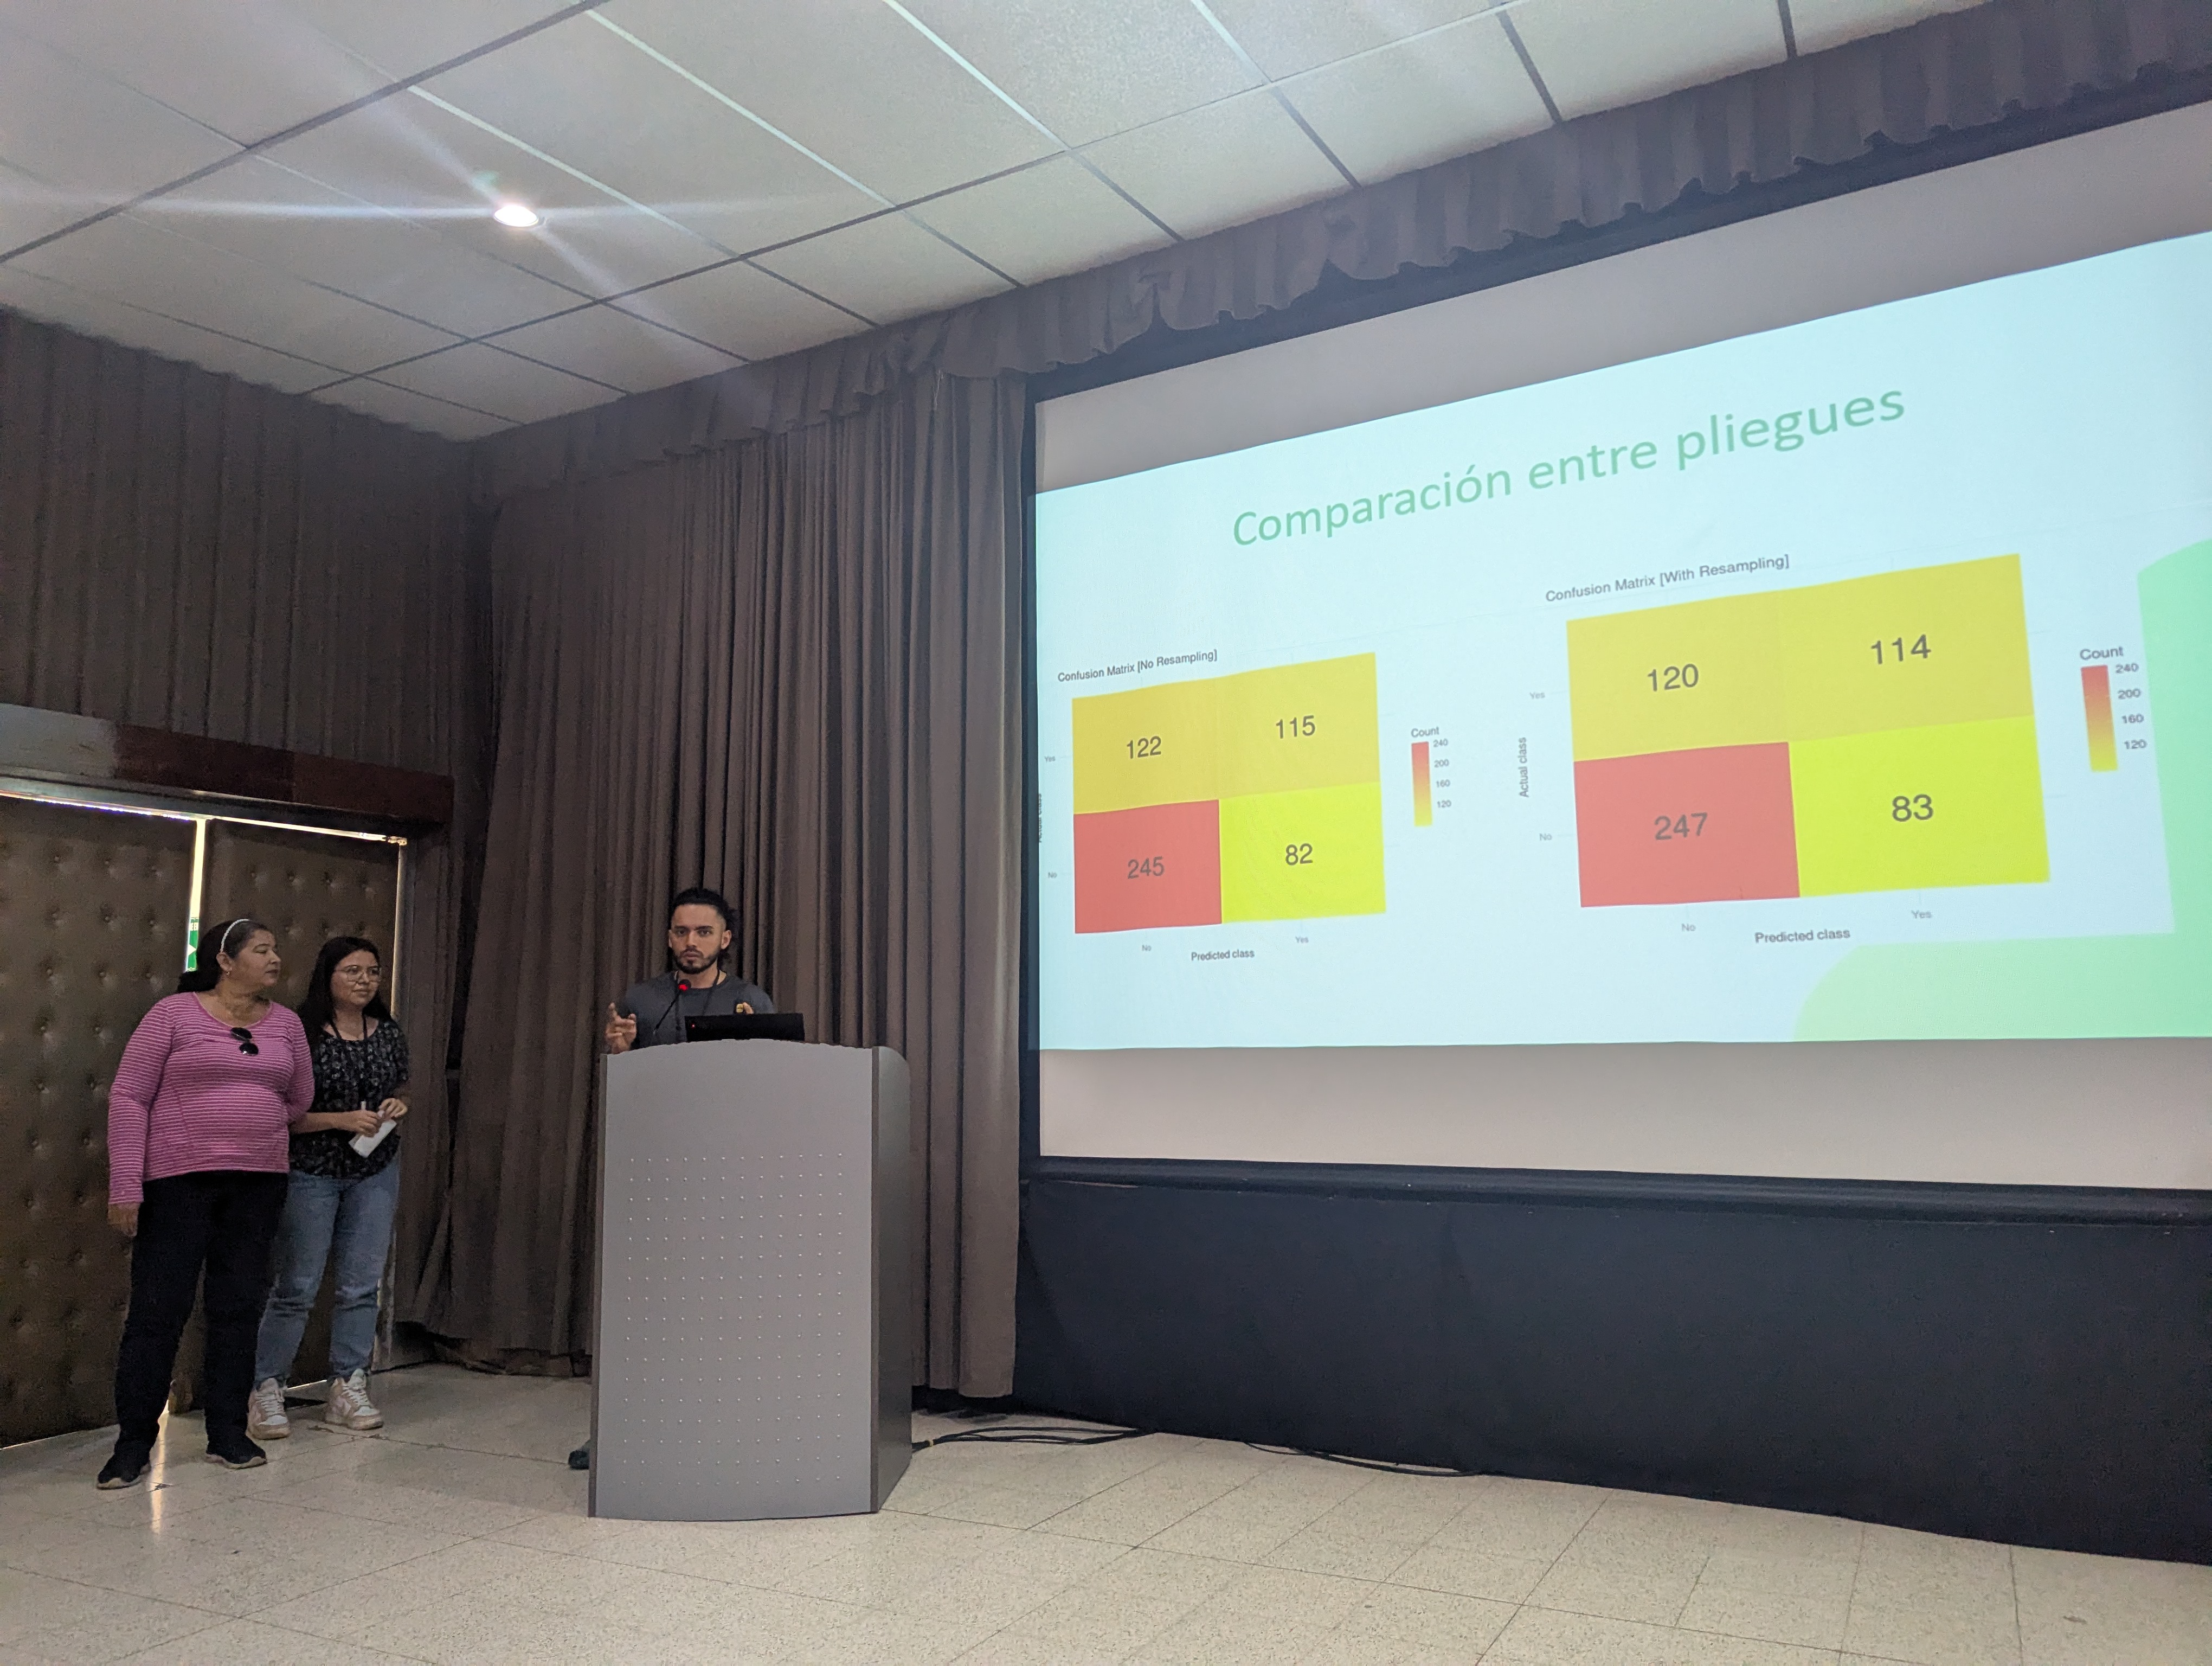 Comparación entre pliegues
Confusion Matrix [No Resampling]
Yes
122
115
No
245
82
No
Yes
Predicted class
Count
240
200
160
120
Confusion Matrix [With Resampling]
Actual class
Yes
120
114
No
247
83
No
Yes
Predicted class
Count
240
200
160
120